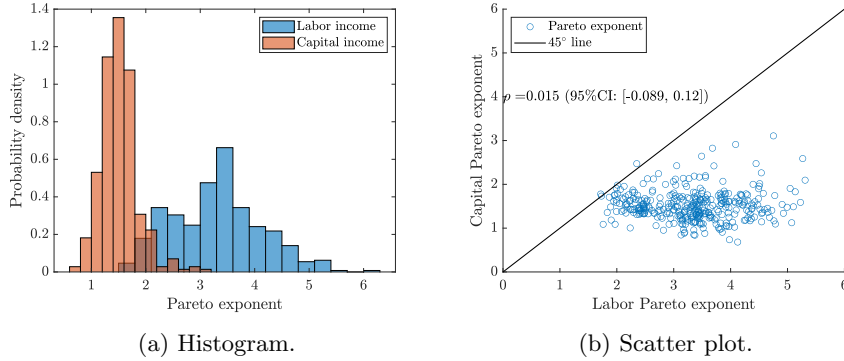 1.4
1.2
1
0.8
0.6
0.4
0.2
0
Probability density
Labor income
Capital income
1 2 3 4 5 6
Pareto exponent
(a) Histogram.
6
5
4
3
2
1
0
Capital Pareto exponent
Pareto exponent
45° line
ρ =0.015 (95%CI: [-0.089, 0.12])
0 1 2 3 4 5 6
Labor Pareto exponent
(b) Scatter plot.